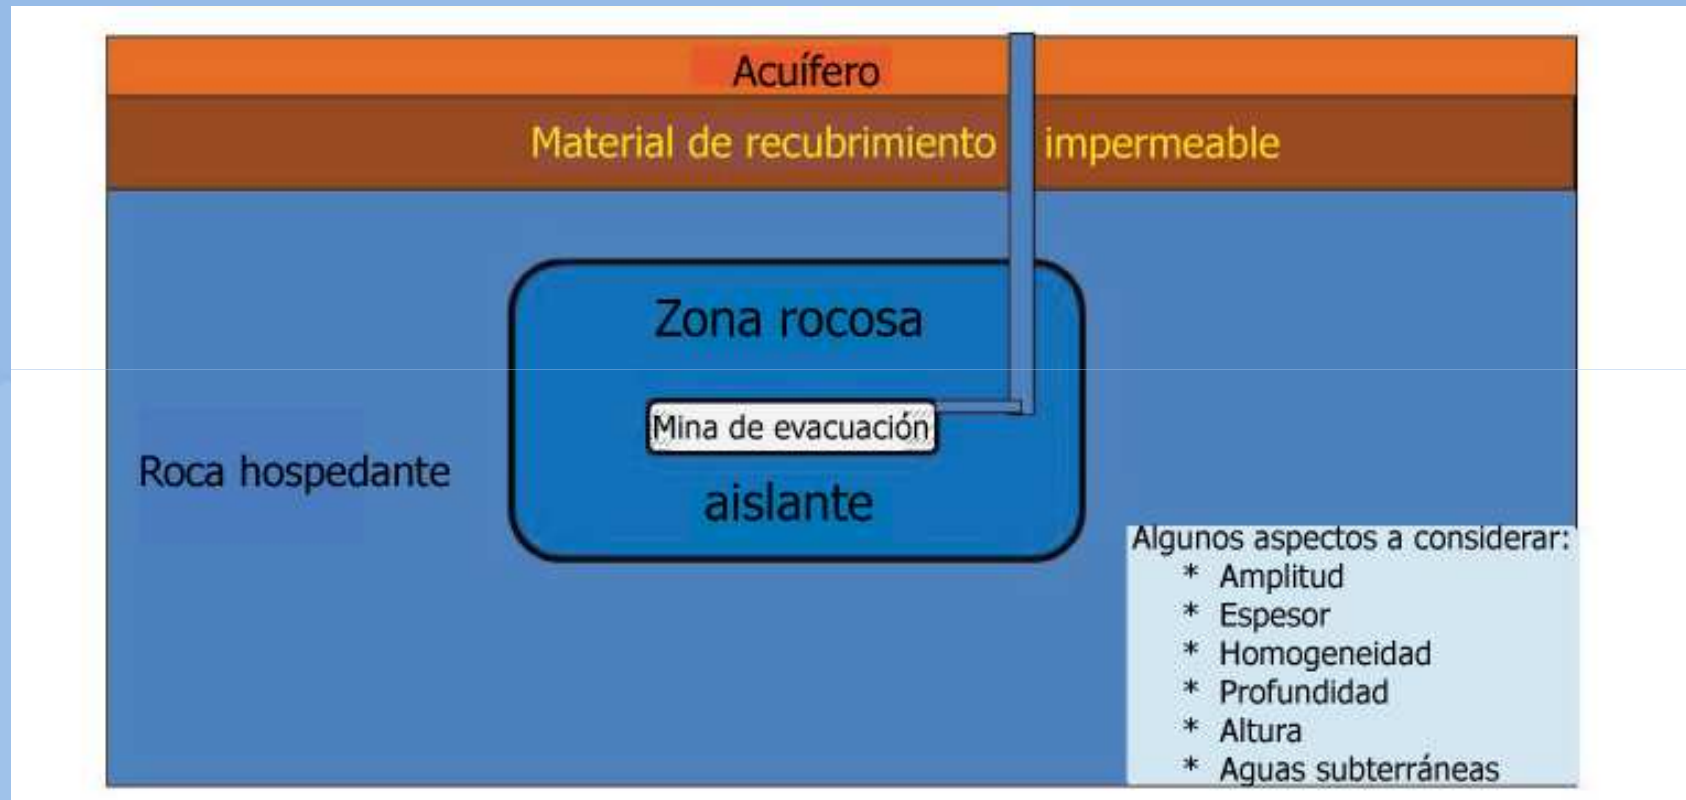 Acuífero
Material de recubrimiento impermeable
Zona rocosa
Mina de evacuación
aislante
Roca hospedante
Algunos aspectos a considerar:
* Amplitud
* Espesor
* Homogeneidad
* Profundidad
* Altura
* Aguas subterráneas